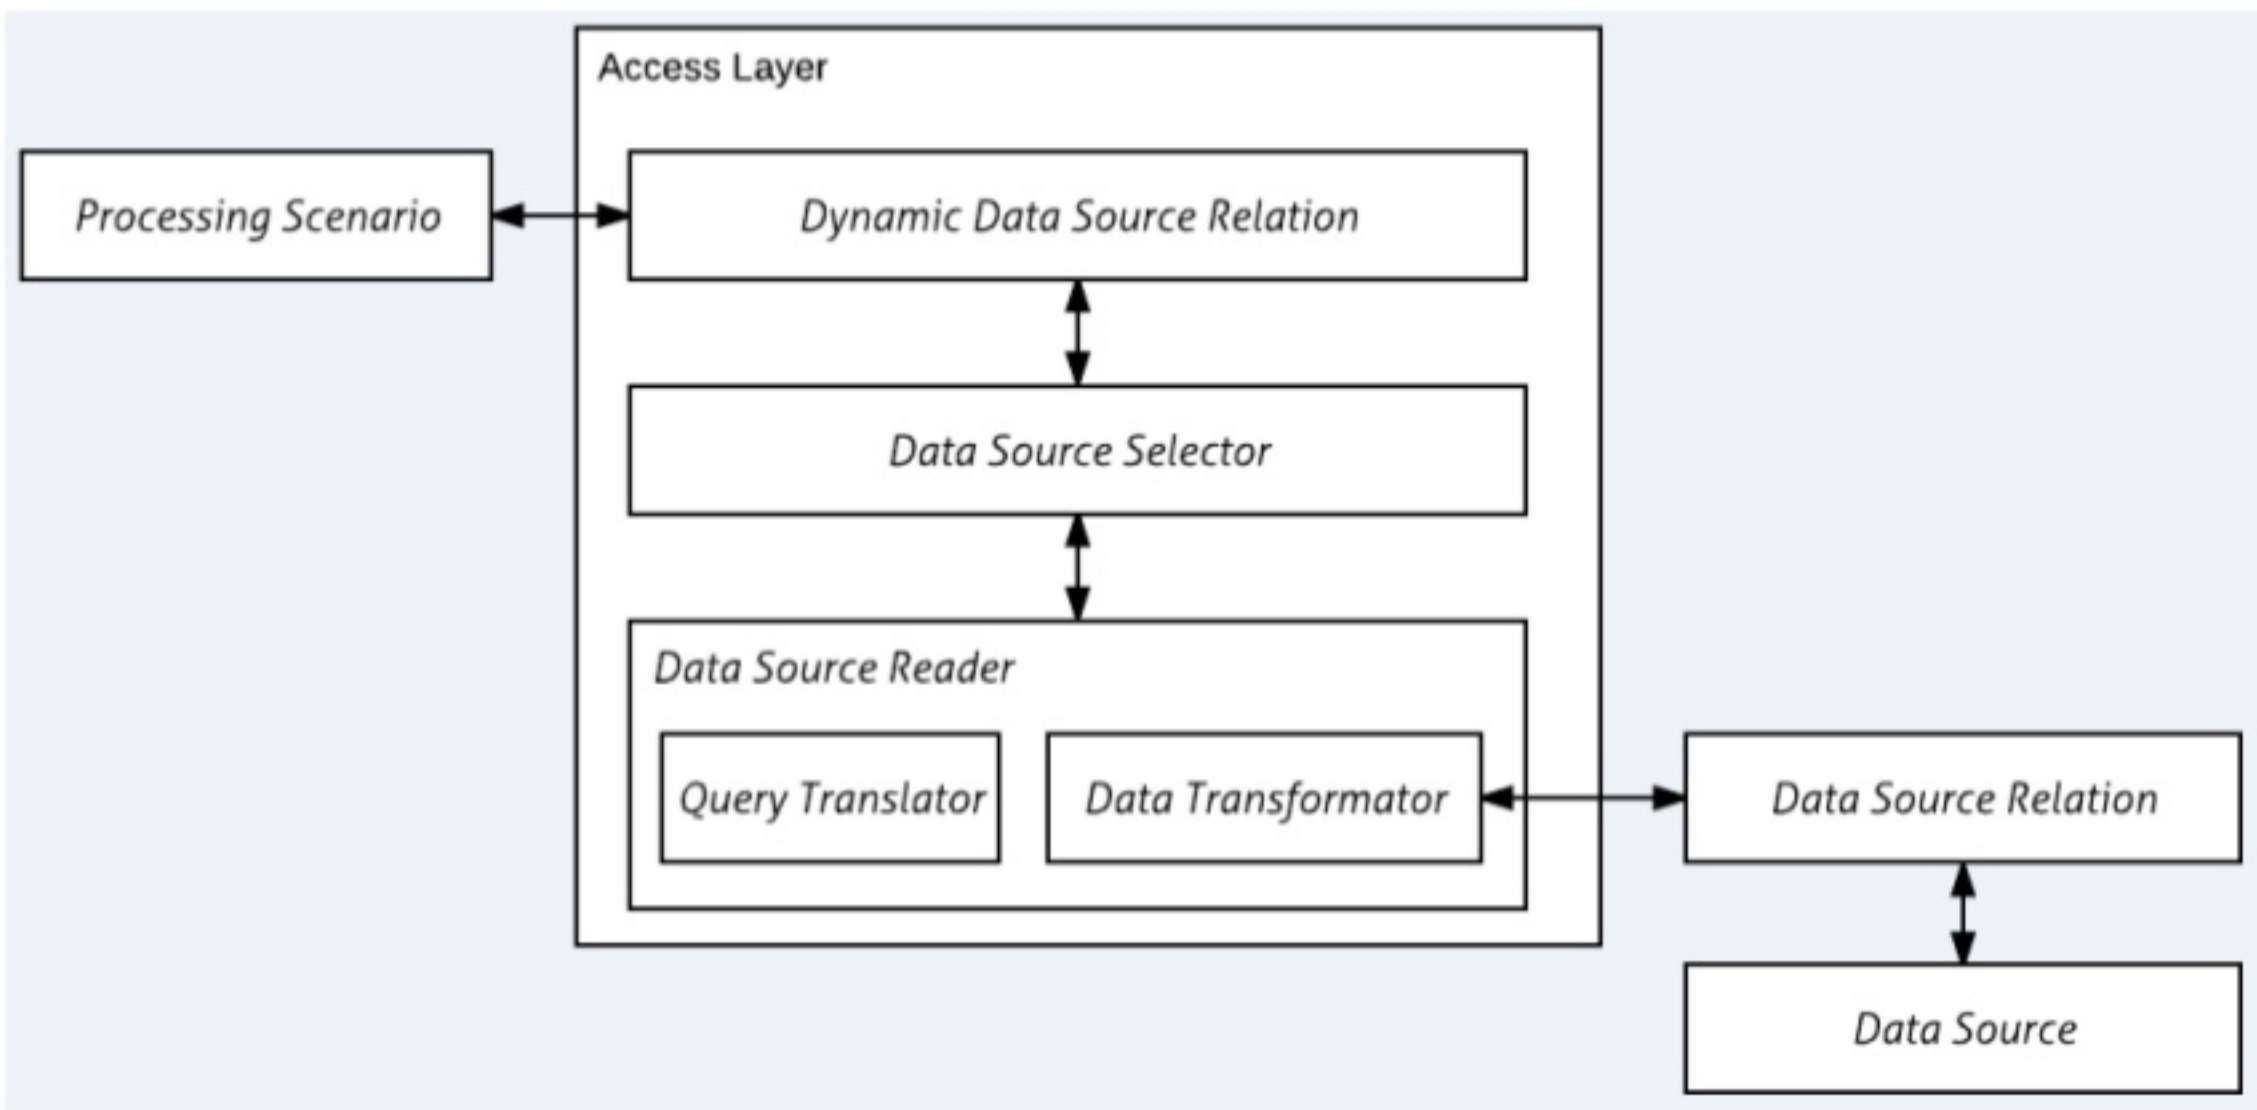 Access Layer
Processing Scenario
Dynamic Data Source Relation
Data Source Selector
Data Source Reader
Query Translator
Data Transformator
Data Source Relation
Data Source